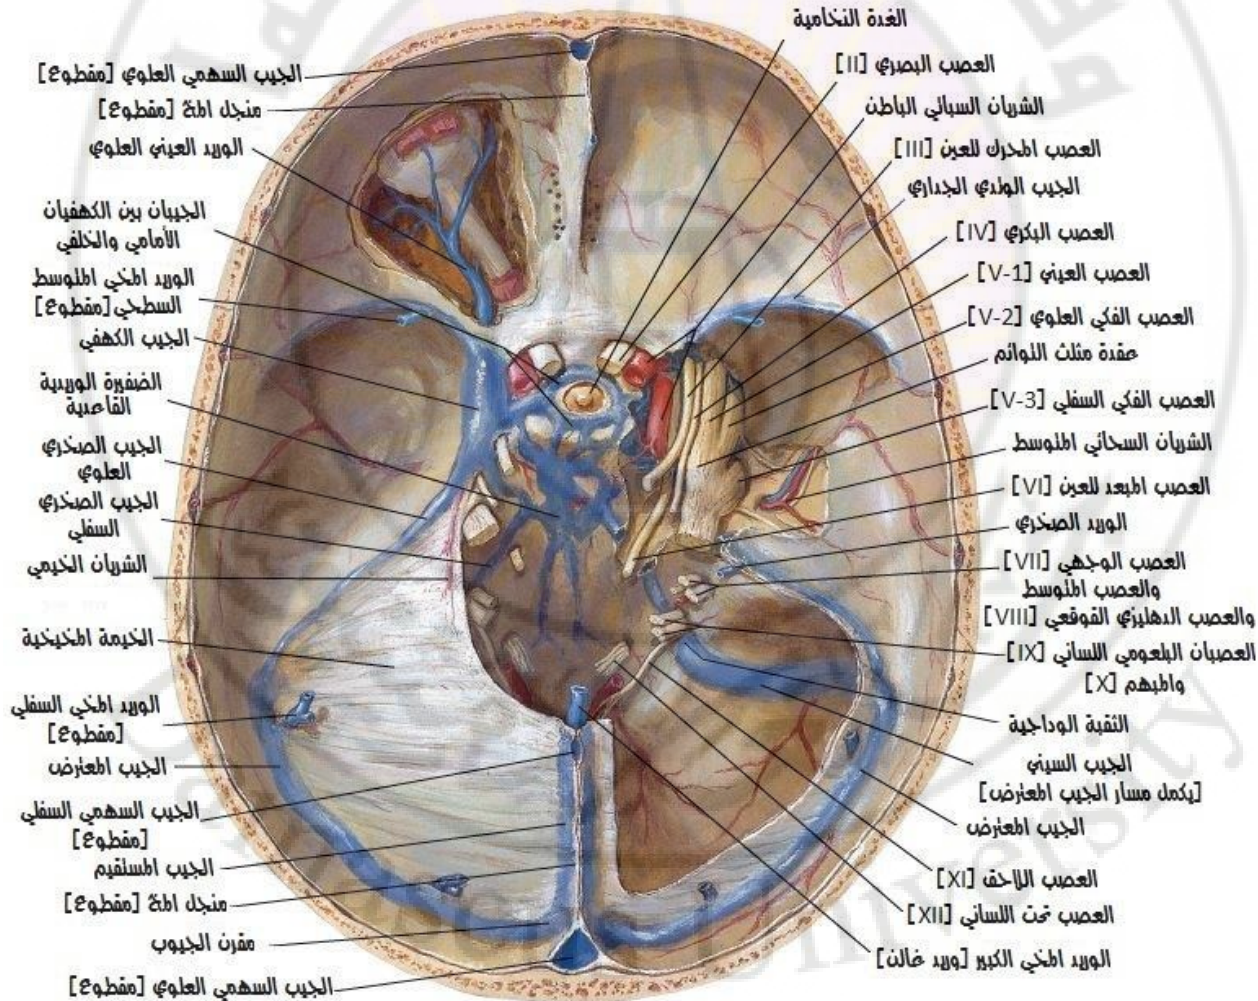 الغدة النخامية
العصب البصري [II]
الشريان السباتي الباطن
العصب المحرك للعين [III]
الجيب الوتدي الجداري
العصب البكري [IV]
العصب العيني [V-1]
العصب الفكي العلوي [V-2]
عقدة مثلث التوائم
العصب الفكي السفلي [V-3]
الشريان السحائي المتوسط
العصب المبعد للعين [VI]
الوريد الصخري
العصب الوجهي [VII]
والعصب المتوسط
والعصب الدهليزي القوقعي [VIII]
العصبان البلعومي اللساني [IX]
والمبهم [X]
الثقبة الوداجية
الجيب السيني
[يكمل مسار الجيب المعترض]
الجيب المعترض
العصب اللاحق [XI]
العصب تحت اللساني [XII]
الوريد المخي الكبير [وريد غالن]
الجيب السهمي العلوي [مقطوع]
منجل المخ [مقطوع]
الوريد العيني العلوي
الجيبان بين الكهفيان
الأمامي والخلفي
الوريد المخي المتوسط
السطحي [مقطوع]
الجيب الكهفي
الضفيرة الوريدية
القاعدية
الجيب الصخري
العلوي
الجيب الصخري
السفلي
الشريان الخيمي
الخيمة المخيخية
الوريد المخي السفلي
[مقطوع]
الجيب المعترض
الجيب السهمي السفلي
[مقطوع]
الجيب المستقيم
منجل المخ [مقطوع]
مقرن الجيوب
الجيب السهمي العلوي [مقطوع]
University